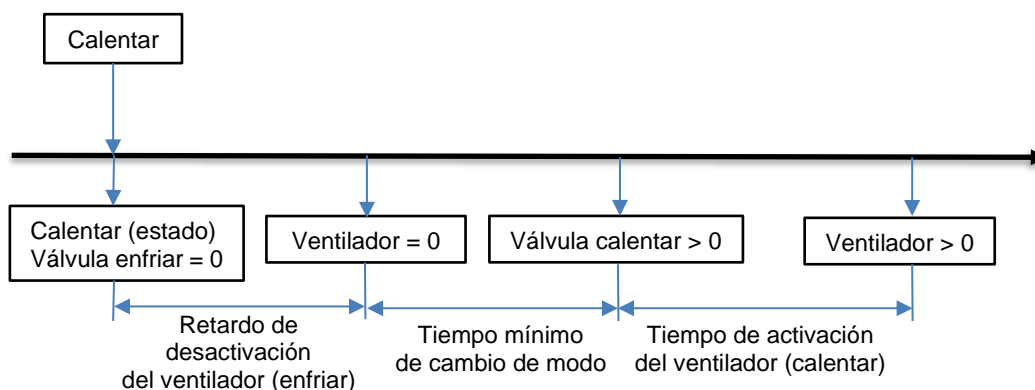 Calentar
Calentar (estado)
Válvula enfriar = 0
Ventilador = 0
Válvula calentar > 0
Ventilador > 0
Retardo de
desactivación
del ventilador (enfriar)
Tiempo mínimo
de cambio de modo
Tiempo de activación
del ventilador (calentar)